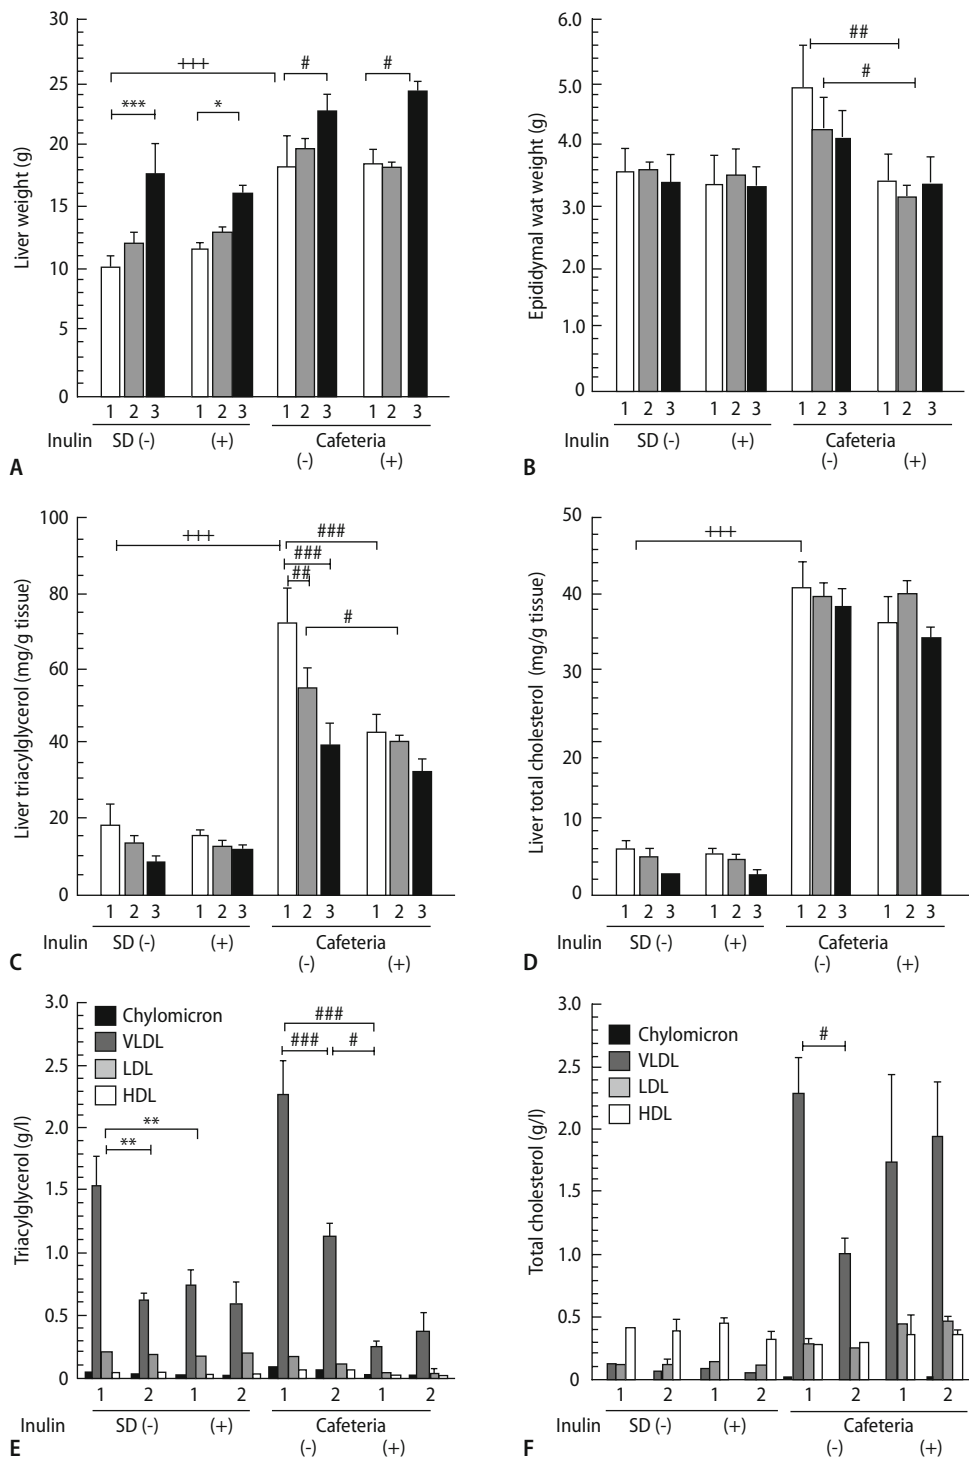 30
25
20
15
10
5
0
Liver weight (g)
+++
***
*
#
#
1 2 3 1 2 3 1 2 3 1 2 3
Inulin SD (-) (+) Cafeteria
(-) (+)
A
6.0
5.0
4.0
3.0
2.0
1.0
0
Epididymal wat weight (g)
##
#
1 2 3 1 2 3 1 2 3 1 2 3
Inulin SD (-) (+) Cafeteria
(-) (+)
B
100
80
60
40
20
0
Liver triacylglycerol (mg/g tissue)
+++
###
###
##
#
1 2 3 1 2 3 1 2 3 1 2 3
Inulin SD (-) (+) Cafeteria
(-) (+)
C
50
40
30
20
10
0
Liver total cholesterol (mg/g tissue)
+++
1 2 3 1 2 3 1 2 3 1 2 3
Inulin SD (-) (+) Cafeteria
(-) (+)
D
3.0
2.5
2.0
1.5
1.0
0.5
0
Triacylglycerol (g/l)
Chylomicron
VLDL
LDL
HDL
**
**
###
###
#
1 2 1 2 1 2 1 2
Inulin SD (-) (+) Cafeteria
(-) (+)
E
3.0
2.5
2.0
1.5
1.0
0.5
0
Total cholesterol (g/l)
Chylomicron
VLDL
LDL
HDL
#
1 2 1 2 1 2 1 2
Inulin SD (-) (+) Cafeteria
(-) (+)
F